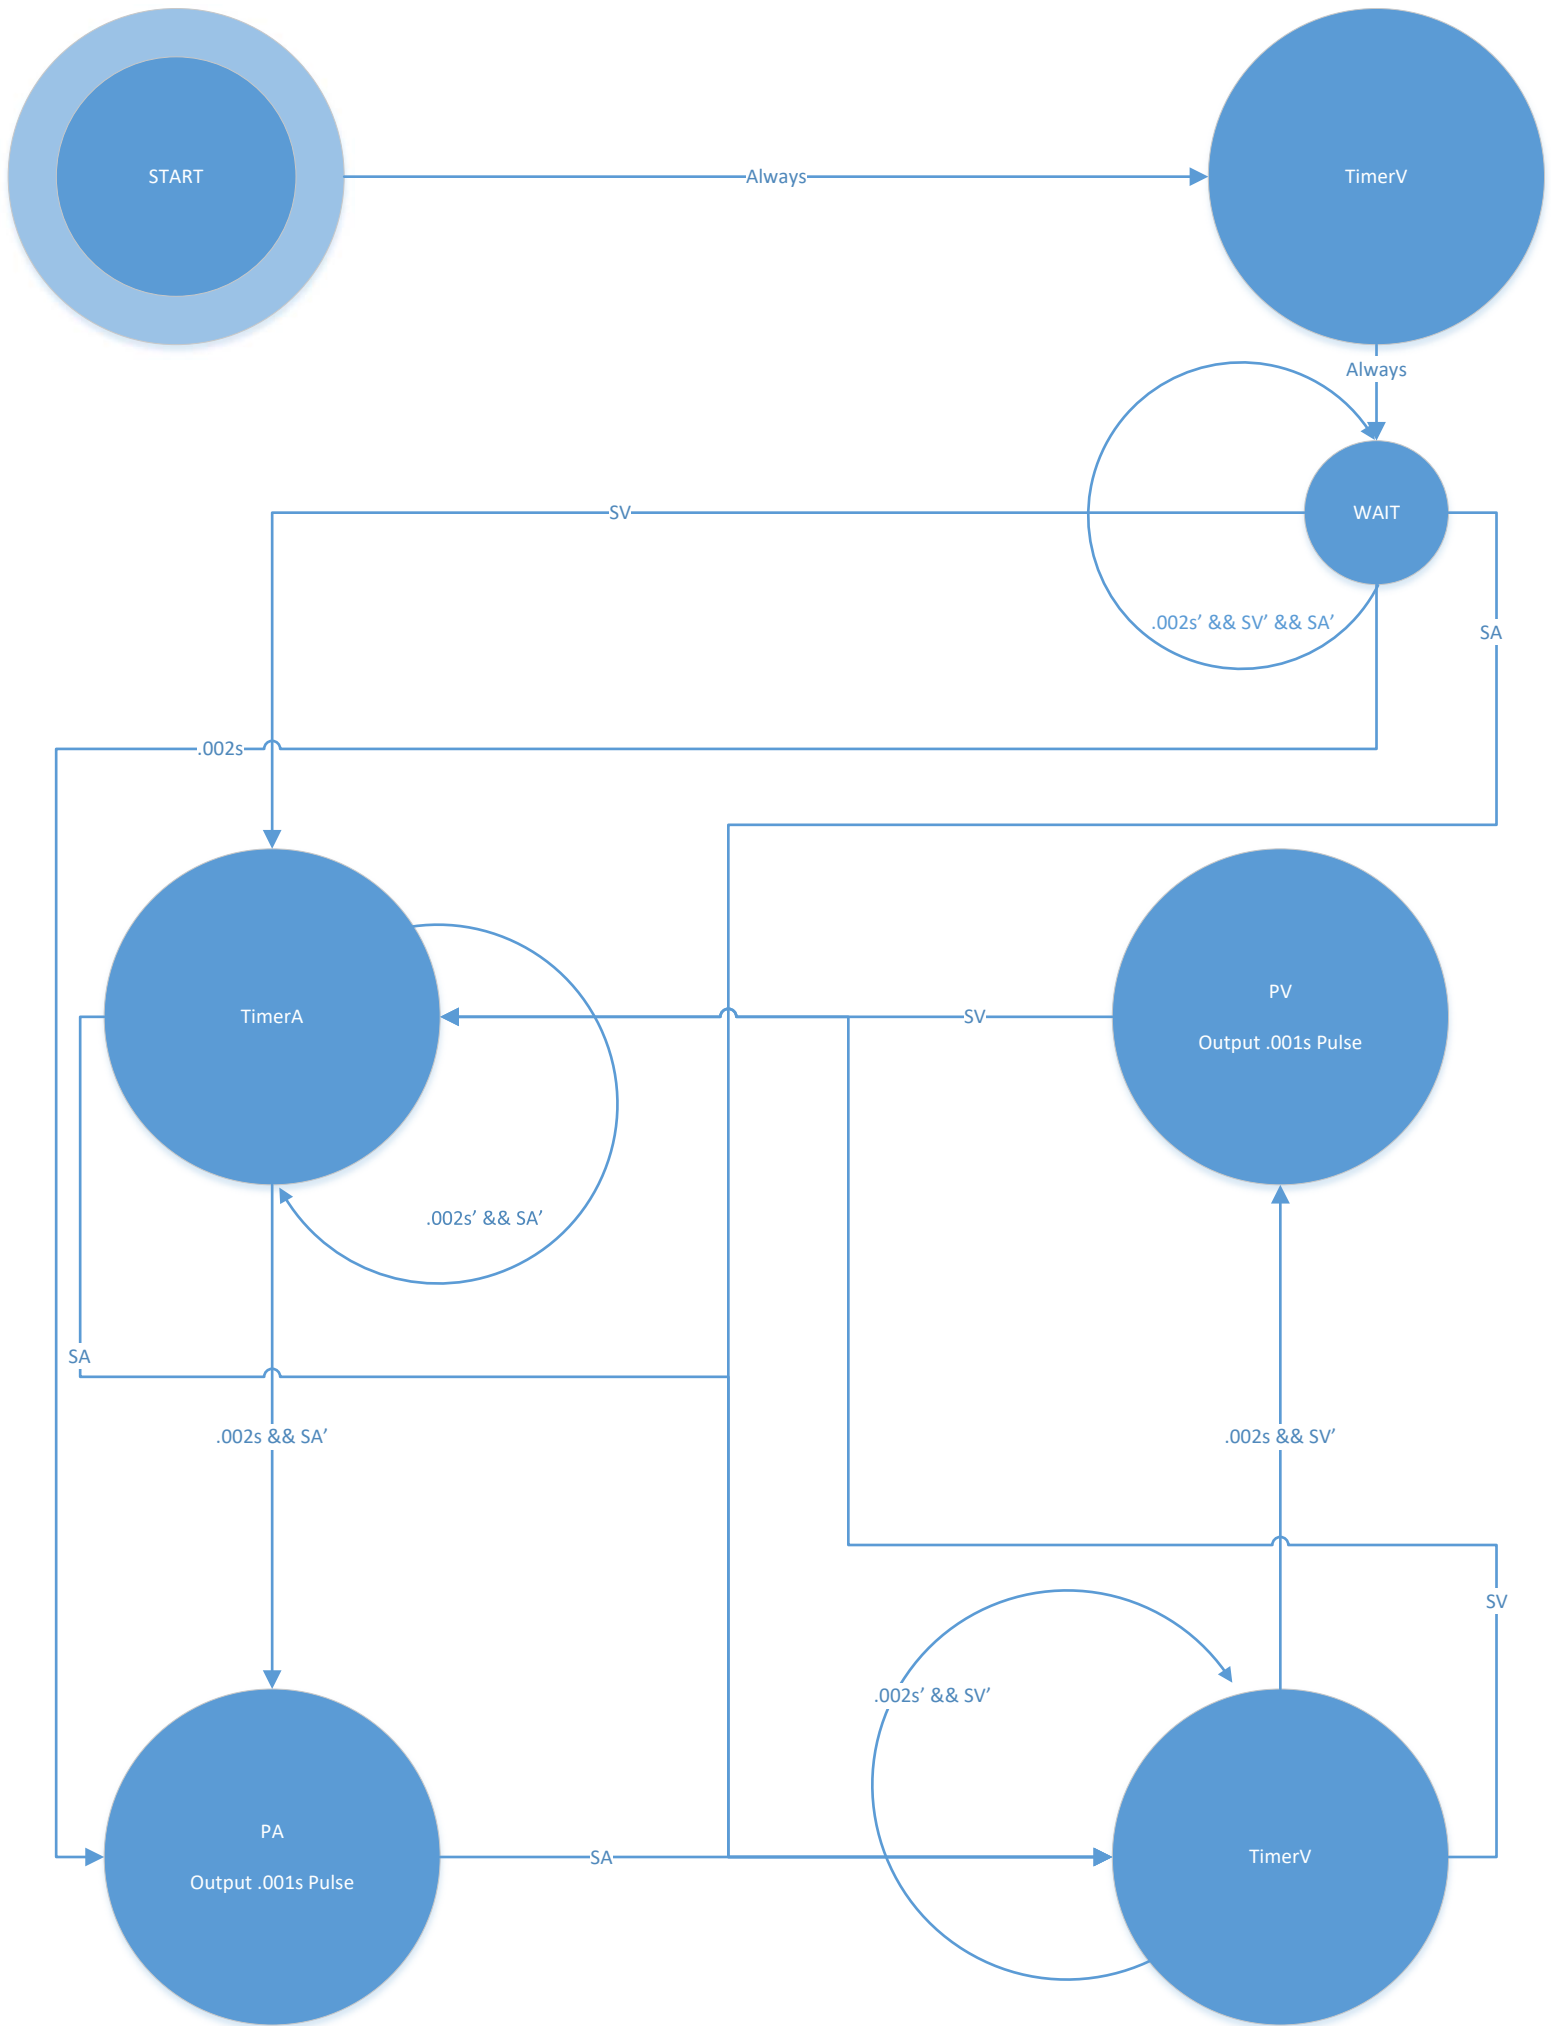 START
Always
TimerV
Always
SV
WAIT
.002s’ && SV’ && SA’
SA
.002s
PV
TimerA
SV
Output .001s Pulse
.002s’ && SA’
SA
.002s && SA’
.002s && SV’
SV
.002s’ && SV’
PA
SA
TimerV
Output .001s Pulse